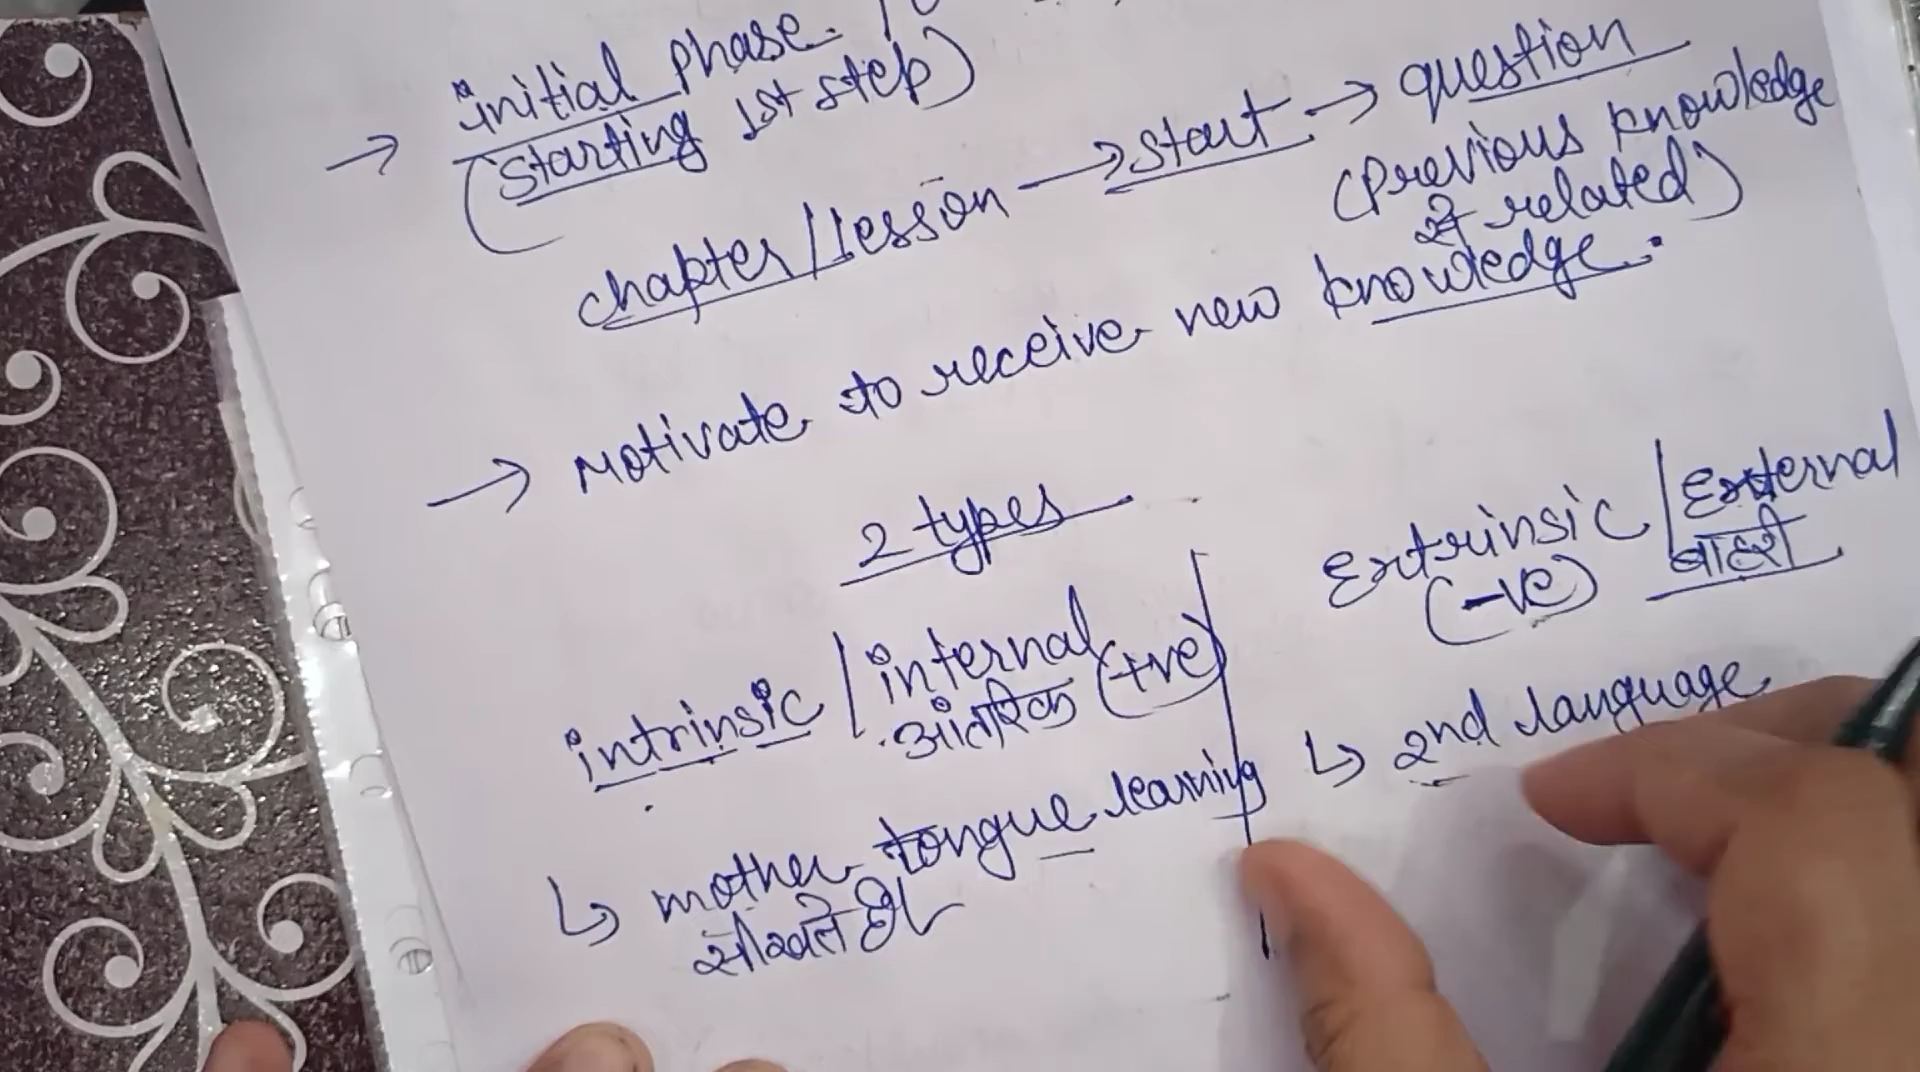 → initial phase.
(starting 1st step)
chapter/lession → start → question
(Previous knowledge
से related)
→ Motivate to receive new knowledge.
2 types
intrinsic / internal (+ve)
आंतरिक
Extrinsic / External
(-ve) बाहरी
↳ mother tongue learning
सीखते है।
↳ 2nd language